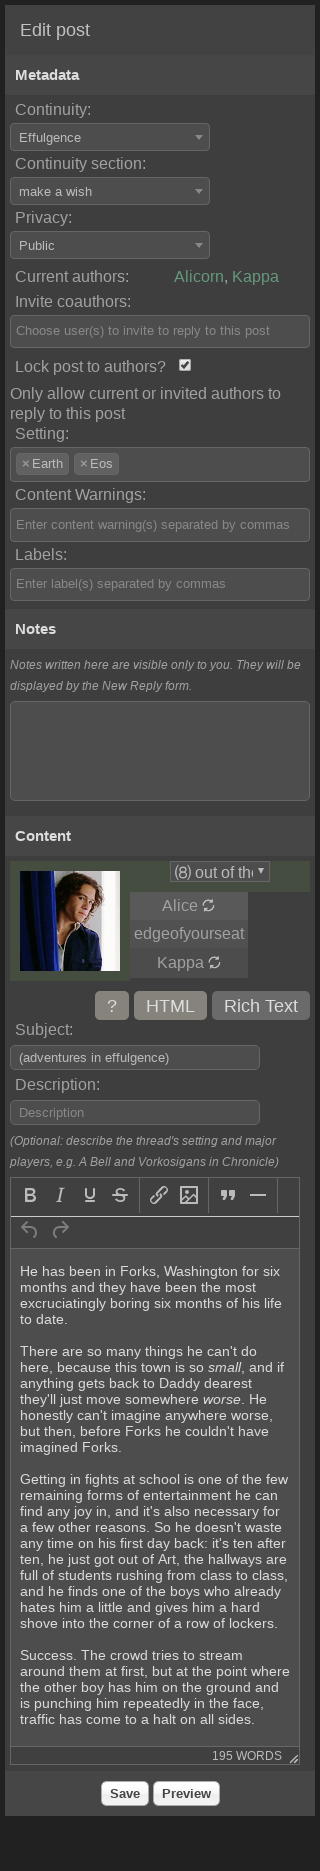 Edit post
Metadata
Continuity:
Effulgence
Continuity section:
make a wish
Privacy:
Public
Current authors: Alicorn, Kappa
Invite coauthors:
Choose user(s) to invite to reply to this post
Lock post to authors?
Only allow current or invited authors to
reply to this post
Setting:
×Earth ×Eos
Content Warnings:
Enter content warning(s) separated by commas
Labels:
Enter label(s) separated by commas
Notes
Notes written here are visible only to you. They will be
displayed by the New Reply form.
Content
(8) out of the
Alice
edgeofyourseat
Kappa
? HTML Rich Text
Subject:
(adventures in effulgence)
Description:
Description
(Optional: describe the thread's setting and major
players, e.g. A Bell and Vorkosigans in Chronicle)
B I U S
He has been in Forks, Washington for six
months and they have been the most
excruciatingly boring six months of his life
to date.
There are so many things he can't do
here, because this town is so small, and if
anything gets back to Daddy dearest
they'll just move somewhere worse. He
honestly can't imagine anywhere worse,
but then, before Forks he couldn't have
imagined Forks.
Getting in fights at school is one of the few
remaining forms of entertainment he can
find any joy in, and it's also necessary for
a few other reasons. So he doesn't waste
any time on his first day back: it's ten after
ten, he just got out of Art, the hallways are
full of students rushing from class to class,
and he finds one of the boys who already
hates him a little and gives him a hard
shove into the corner of a row of lockers.
Success. The crowd tries to stream
around them at first, but at the point where
the other boy has him on the ground and
is punching him repeatedly in the face,
traffic has come to a halt on all sides.
195 WORDS
Save Preview